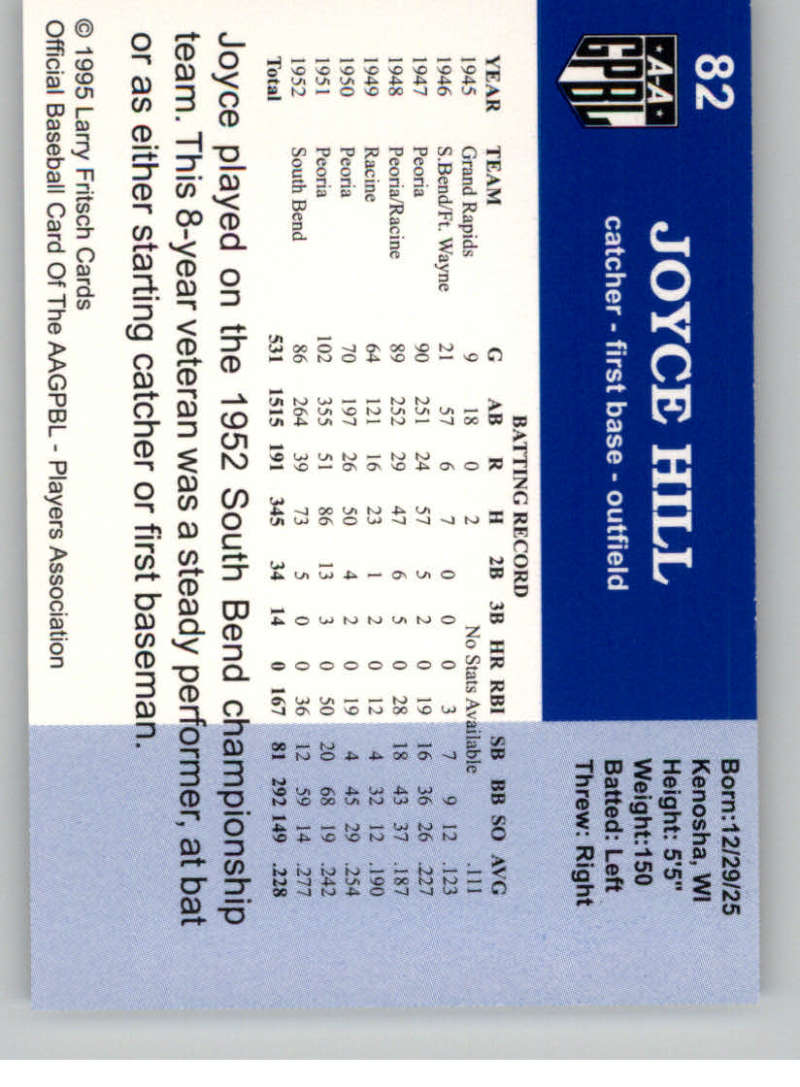 82
A-A
GPBL
JOYCE HILL
catcher - first base - outfield
Born:12/29/25
Kenosha, WI
Height: 5'5"
Weight:150
Batted: Left
Threw: Right
BATTING RECORD
YEAR TEAM G AB R H 2B 3B HR RBI SB BB SO AVG
1945 Grand Rapids 9 18 0 2 No Stats Available .111
1946 S.Bend/Ft. Wayne 21 57 6 7 0 0 0 3 7 9 12 .123
1947 Peoria 90 251 24 57 5 2 0 19 16 36 26 .227
1948 Peoria/Racine 89 252 29 47 6 5 0 28 18 43 37 .187
1949 Racine 64 121 16 23 1 2 0 12 4 32 12 .190
1950 Peoria 70 197 26 50 4 2 0 19 4 45 29 .254
1951 Peoria 102 355 51 86 13 3 0 50 20 68 19 .242
1952 South Bend 86 264 39 73 5 0 0 36 12 59 14 .277
Total 531 1515 191 345 34 14 0 167 81 292 149 .228
Joyce played on the 1952 South Bend championship
team. This 8-year veteran was a steady performer, at bat
or as either starting catcher or first baseman.
© 1995 Larry Fritsch Cards
Official Baseball Card Of The AAGPBL - Players Association